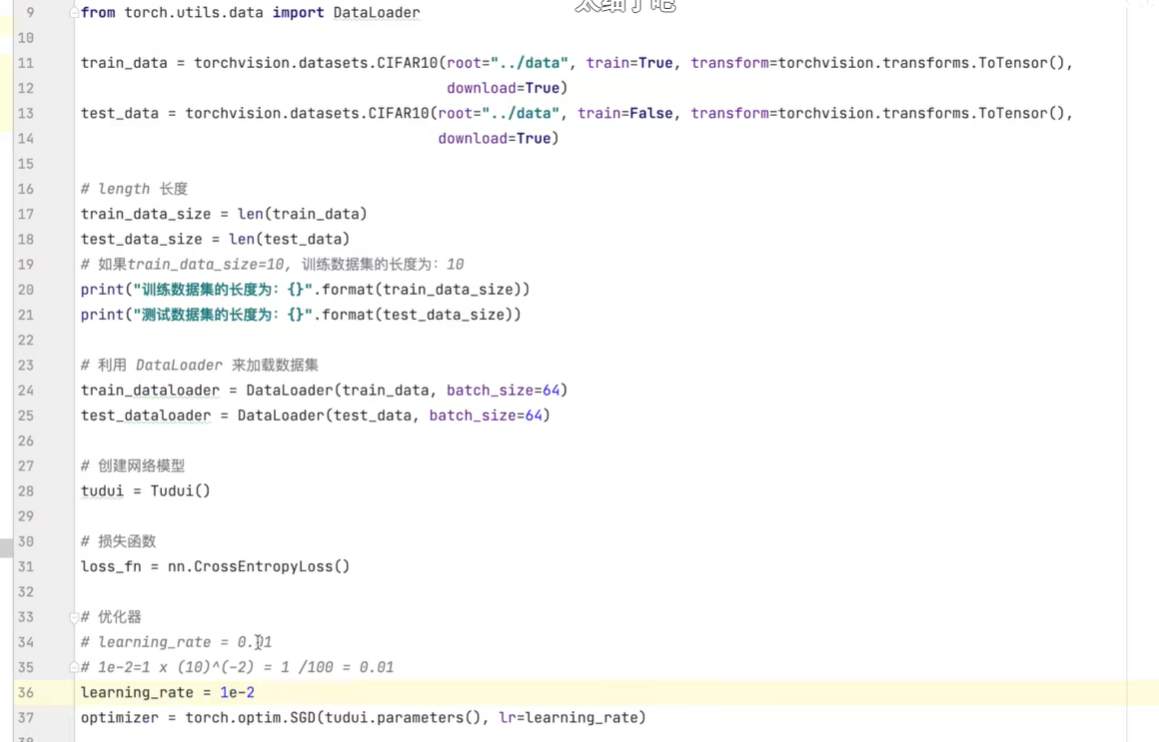 太细了吧
9 from torch.utils.data import DataLoader
10
11 train_data = torchvision.datasets.CIFAR10(root="../data", train=True, transform=torchvision.transforms.ToTensor(),
12 download=True)
13 test_data = torchvision.datasets.CIFAR10(root="../data", train=False, transform=torchvision.transforms.ToTensor(),
14 download=True)
15
16 # length 长度
17 train_data_size = len(train_data)
18 test_data_size = len(test_data)
19 # 如果train_data_size=10, 训练数据集的长度为：10
20 print("训练数据集的长度为：{}".format(train_data_size))
21 print("测试数据集的长度为：{}".format(test_data_size))
22
23 # 利用 DataLoader 来加载数据集
24 train_dataloader = DataLoader(train_data, batch_size=64)
25 test_dataloader = DataLoader(test_data, batch_size=64)
26
27 # 创建网络模型
28 tudui = Tudui()
29
30 # 损失函数
31 loss_fn = nn.CrossEntropyLoss()
32
33 # 优化器
34 # learning_rate = 0.01
35 # 1e-2=1 x (10)^(-2) = 1 /100 = 0.01
36 learning_rate = 1e-2
37 optimizer = torch.optim.SGD(tudui.parameters(), lr=learning_rate)
38